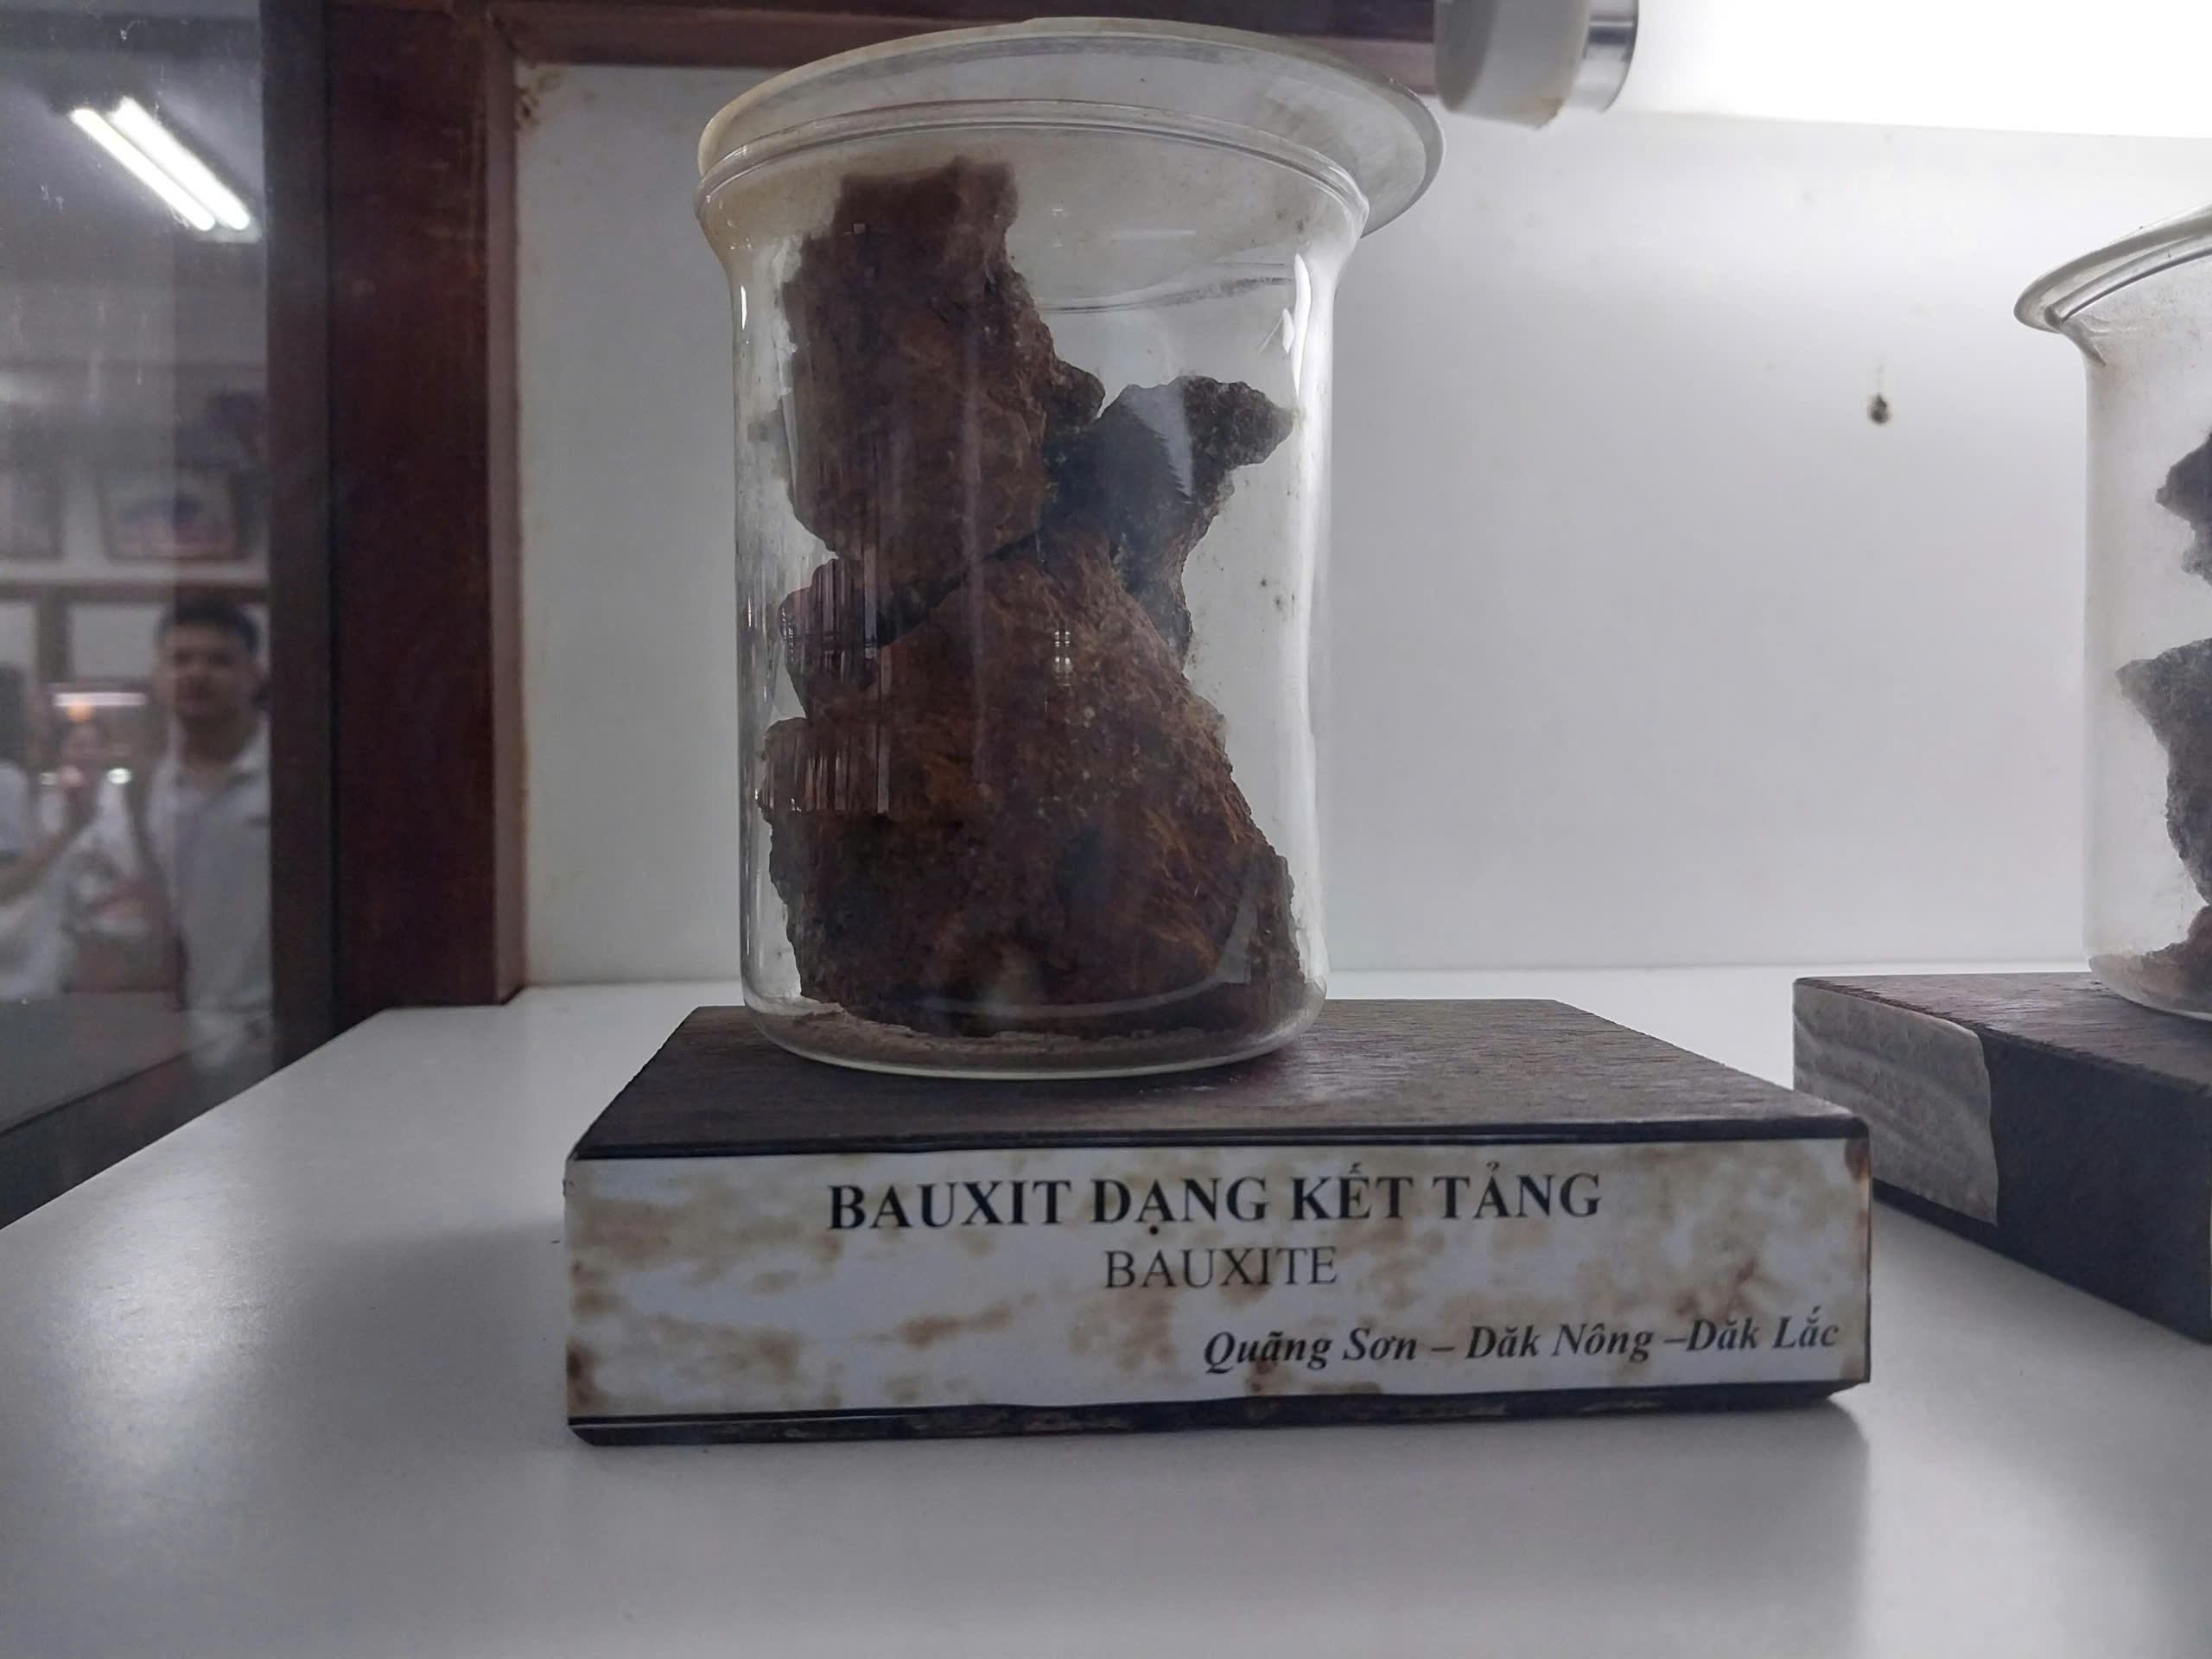 BAUXIT DẠNG KẾT TẢNG
BAUXITE
Quãng Sơn – Dăk Nông –Dăk Lắc